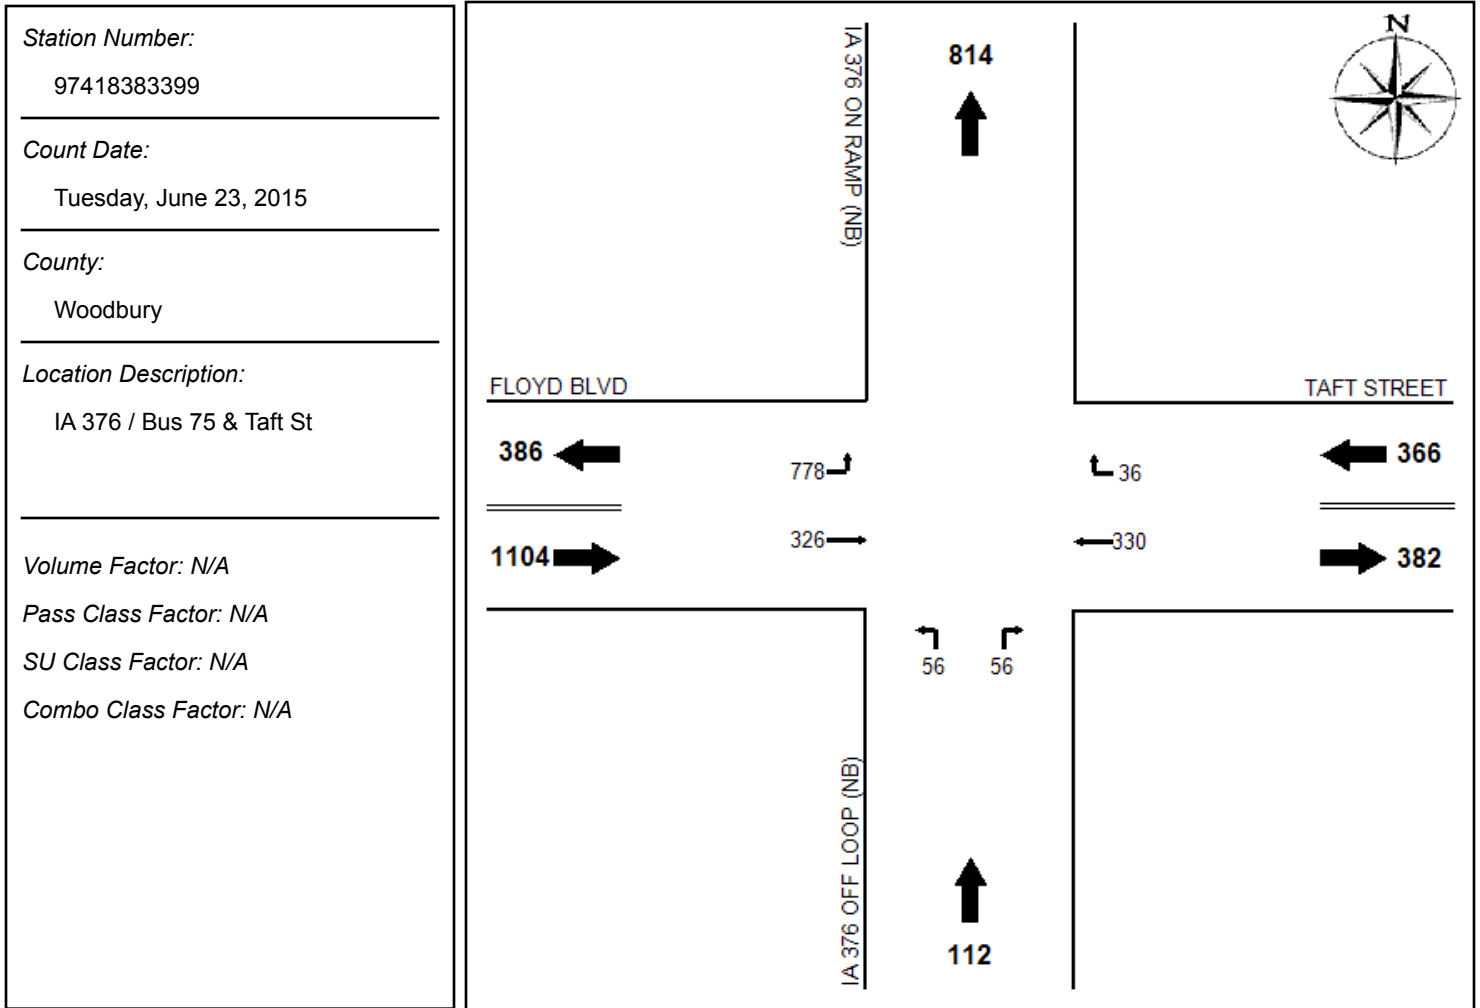 Station Number:
97418383399
Count Date:
Tuesday, June 23, 2015
County:
Woodbury
Location Description:
IA 376 / Bus 75 & Taft St
Volume Factor: N/A
Pass Class Factor: N/A
SU Class Factor: N/A
Combo Class Factor: N/A
N
IA 376 ON RAMP (NB)
814
FLOYD BLVD
TAFT STREET
386
366
778
36
326
330
1104
382
56
56
IA 376 OFF LOOP (NB)
112